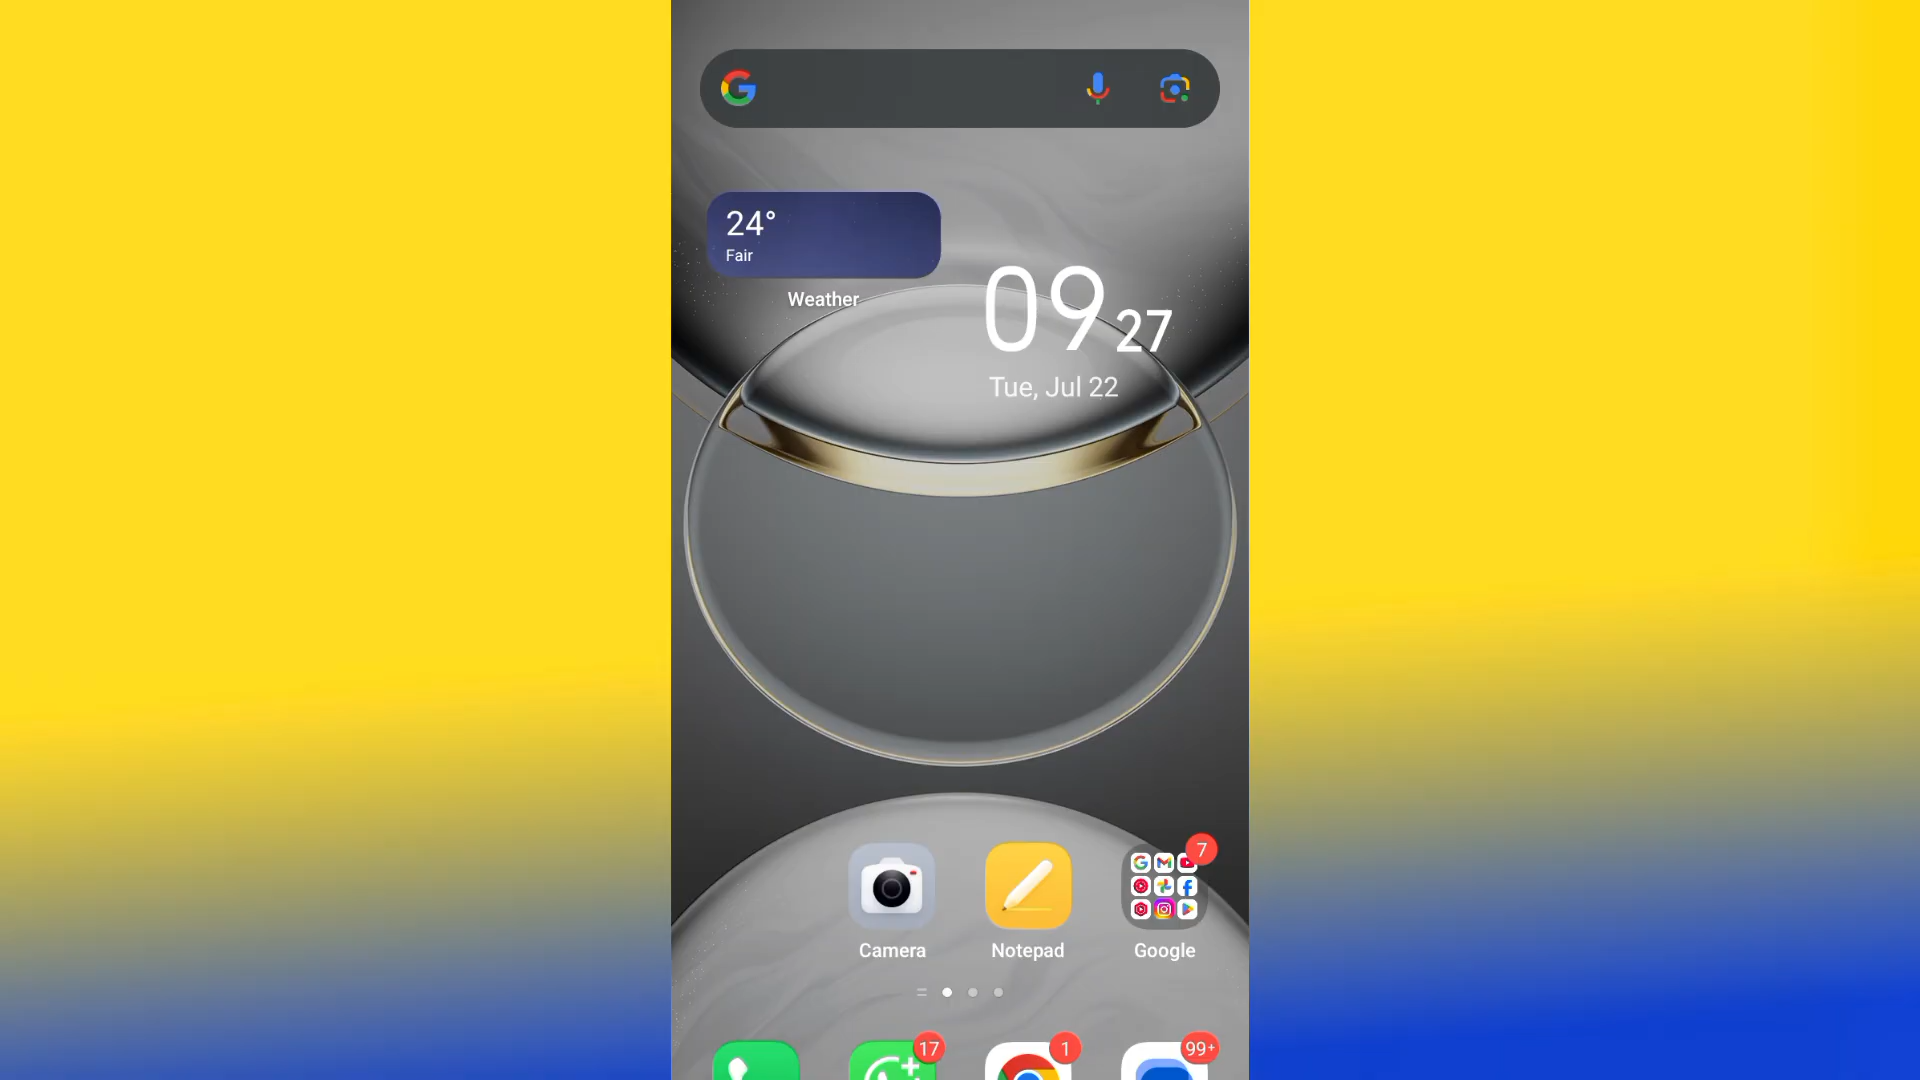 24°
Fair
Weather
09 27
Tue, Jul 22
7
Camera
Notepad
Google
17
1
99+